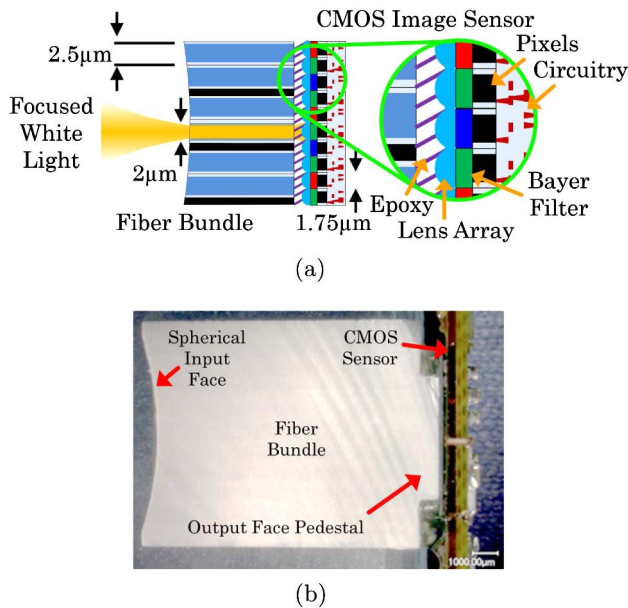 CMOS Image Sensor
2.5µm
Pixels
Circuitry
Focused
White
Light
2µm
Fiber Bundle
1.75µm
Epoxy
Lens Array
Bayer
Filter
(a)
Spherical
Input
Face
CMOS
Sensor
Fiber
Bundle
Output Face Pedestal
1000.00µm
(b)